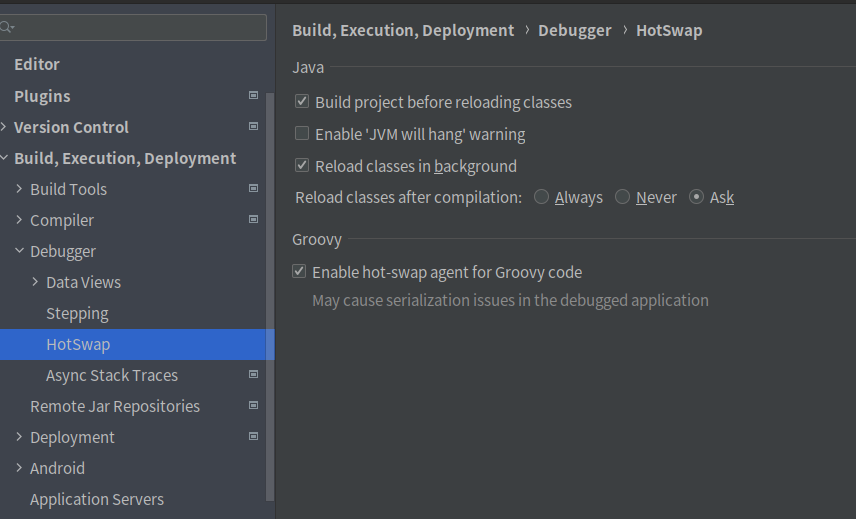 Editor
Plugins
Version Control
Build, Execution, Deployment
Build Tools
Compiler
Debugger
Data Views
Stepping
HotSwap
Async Stack Traces
Remote Jar Repositories
Deployment
Android
Application Servers
Build, Execution, Deployment › Debugger › HotSwap
Java
Build project before reloading classes
Enable 'JVM will hang' warning
Reload classes in background
Reload classes after compilation: Always Never Ask
Groovy
Enable hot-swap agent for Groovy code
May cause serialization issues in the debugged application